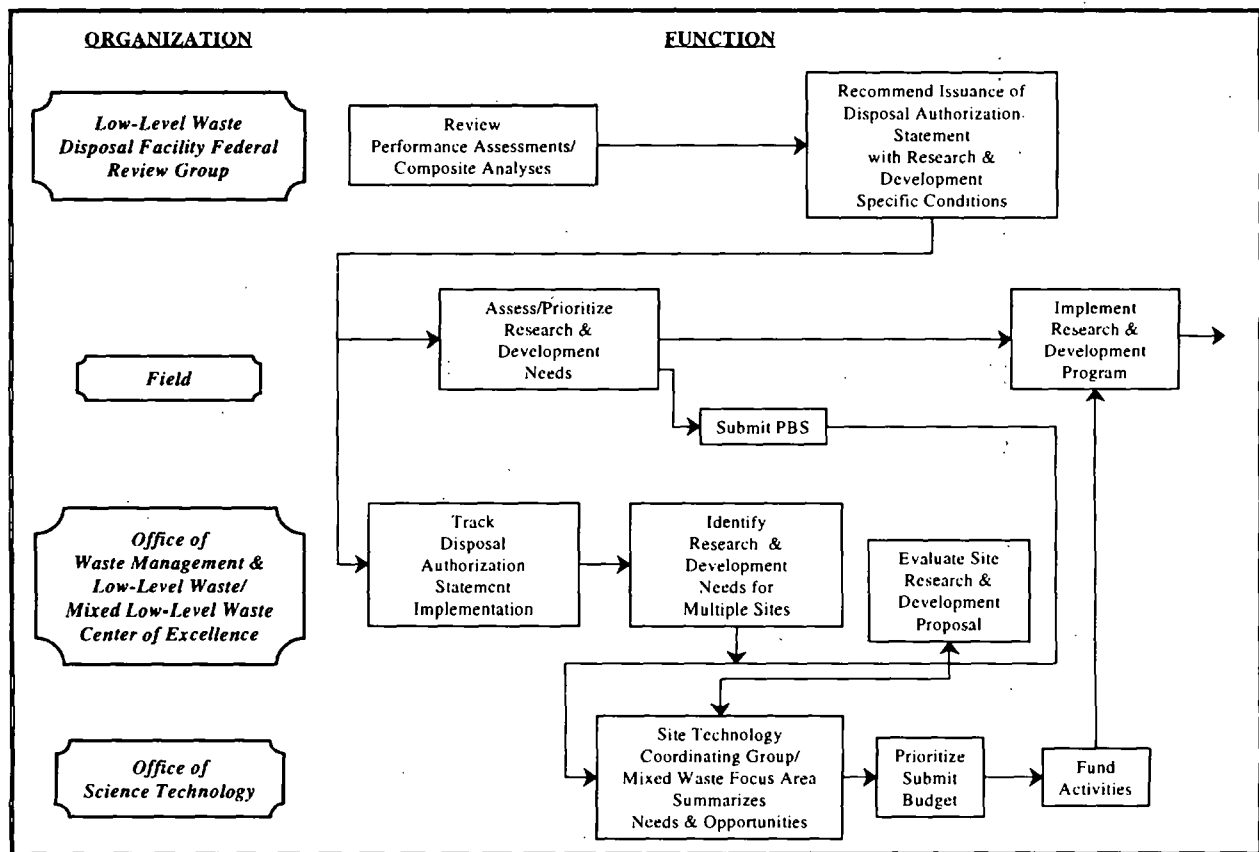 ORGANIZATION
FUNCTION
Low-Level Waste
Disposal Facility Federal
Review Group
Review
Performance Assessments/
Composite Analyses
Recommend Issuance of
Disposal Authorization
Statement
with Research &
Development
Specific Conditions
Field
Assess/Prioritize
Research &
Development
Needs
Implement
Research &
Development
Program
Submit PBS
Office of
Waste Management &
Low-Level Waste/
Mixed Low-Level Waste
Center of Excellence
Track
Disposal
Authorization
Statement
Implementation
Identify
Research &
Development
Needs for
Multiple Sites
Evaluate Site
Research &
Development
Proposal
Office of
Science Technology
Site Technology
Coordinating Group/
Mixed Waste Focus Area
Summarizes
Needs & Opportunities
Prioritize
Submit
Budget
Fund
Activities